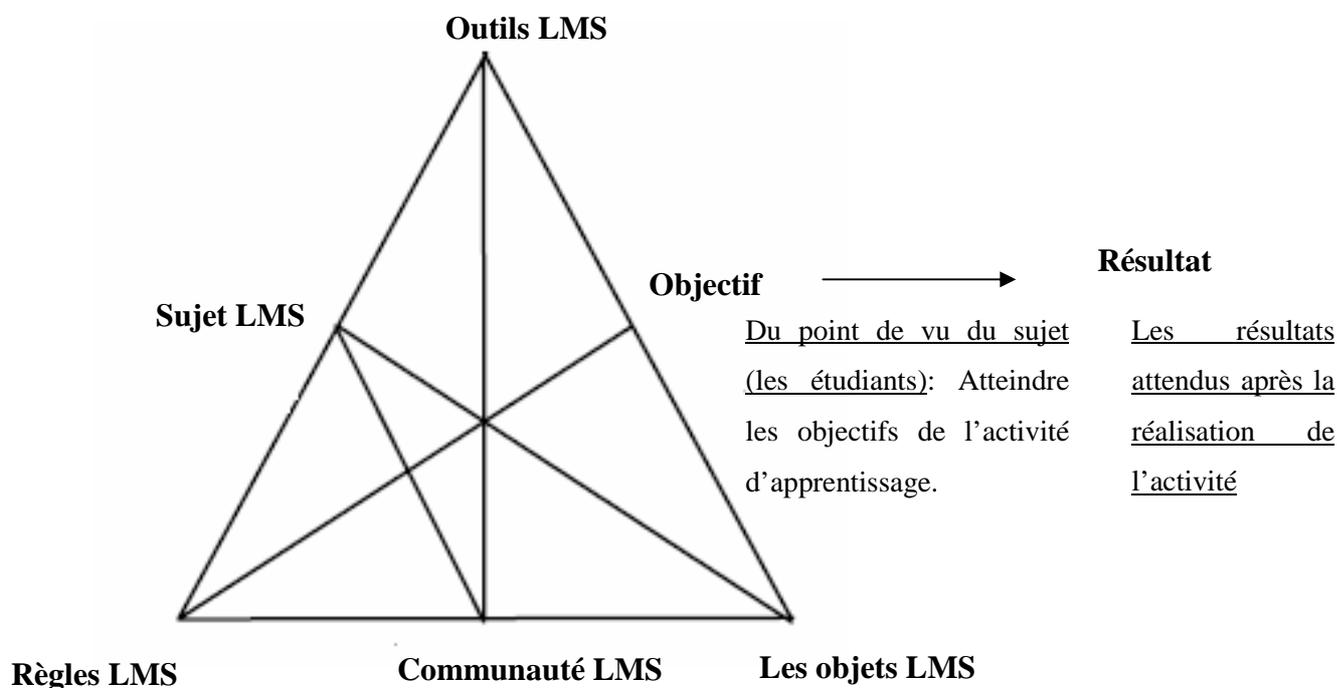 Outils LMS
Sujet LMS
Objectif
Résultat
Du point de vu du sujet
(les étudiants): Atteindre
les objectifs de l’activité
d’apprentissage.
Les résultats
attendus après la
réalisation de
l’activité
Règles LMS
Communauté LMS
Les objets LMS